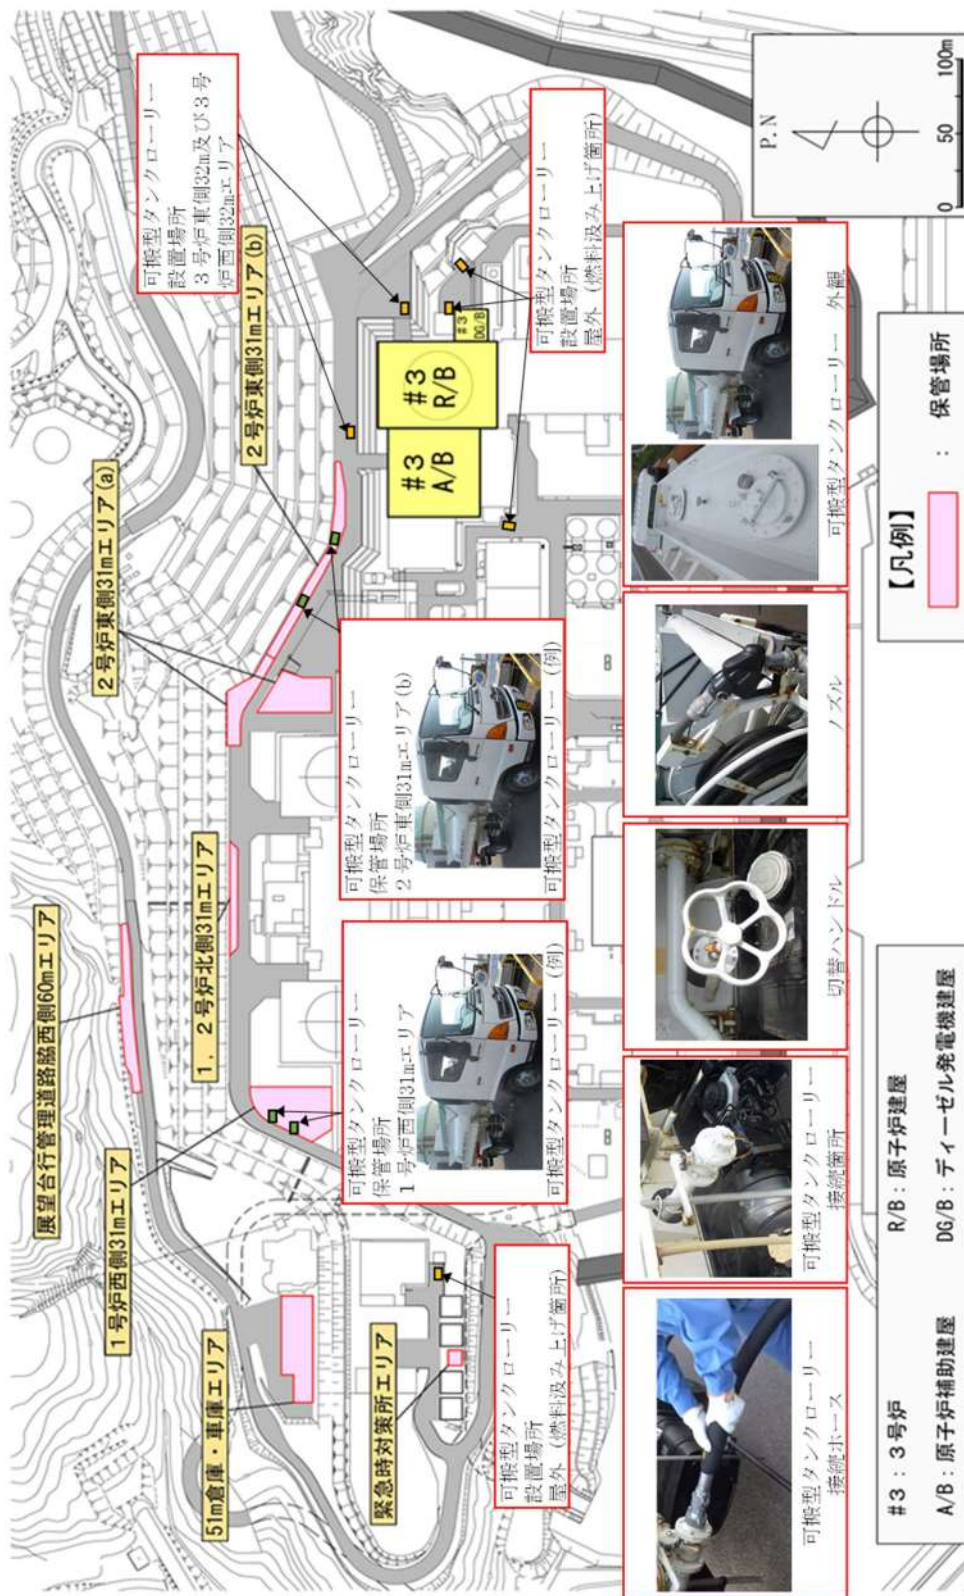 51m倉庫・車庫エリア
1号炉西側31mエリア
展望台行管理道路脇西側60mエリア
1，2号炉北側31mエリア
2号炉東側31mエリア(a)
2号炉東側31mエリア(b)
可搬型タンクローリー
設置場所
3号炉東側32m及び3号
炉西側32mエリア
緊急時対策所エリア
#3
A/B
#3
R/B
#3
DG/B
可搬型タンクローリー
設置場所
屋外（燃料汲み上げ箇所）
可搬型タンクローリー
保管場所
1号炉西側31mエリア
可搬型タンクローリー（例）
可搬型タンクローリー
保管場所
2号炉東側31mエリア(b)
可搬型タンクローリー（例）
可搬型タンクローリー
設置場所
屋外（燃料汲み上げ箇所）
P.N
0 50 100m
可搬型タンクローリー
接続ホース
可搬型タンクローリー
接続箇所
切替ハンドル
ノズル
可搬型タンクローリー 外観
#3：3号炉
R/B：原子炉建屋
A/B：原子炉補助建屋
DG/B：ディーゼル発電機建屋
【凡例】
：保管場所